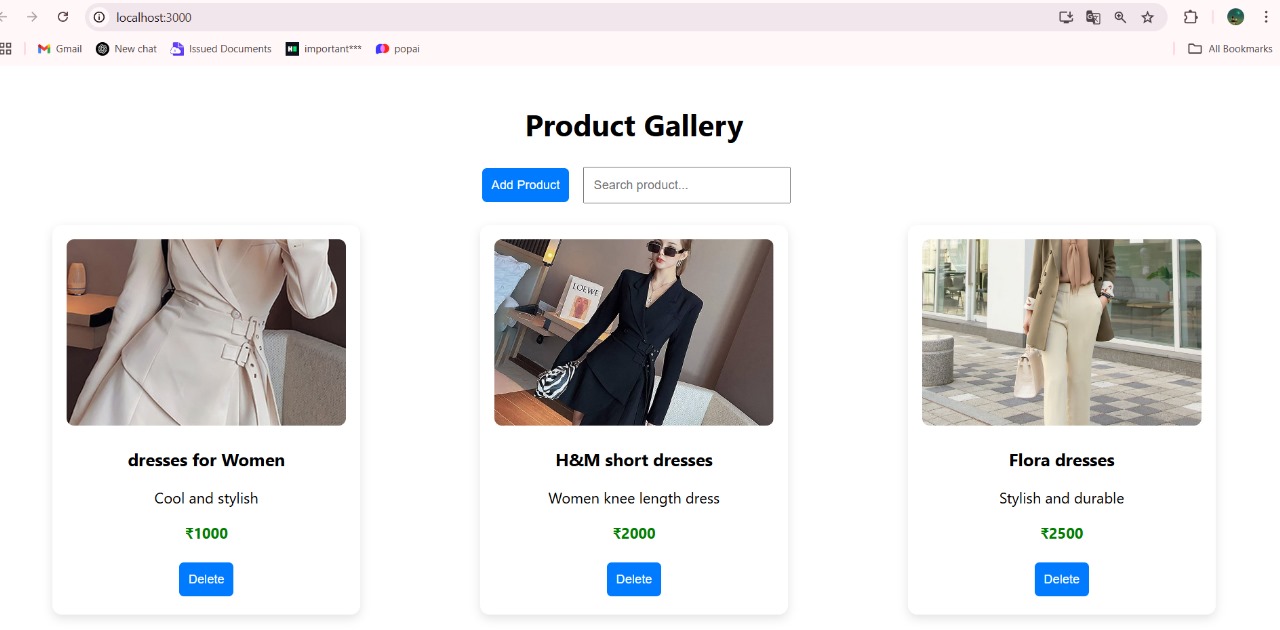 localhost:3000
Gmail
New chat
Issued Documents
important***
popai
All Bookmarks
Product Gallery
Add Product
Search product...
LOEWE
dresses for Women
Cool and stylish
₹1000
Delete
H&M short dresses
Women knee length dress
₹2000
Delete
Flora dresses
Stylish and durable
₹2500
Delete